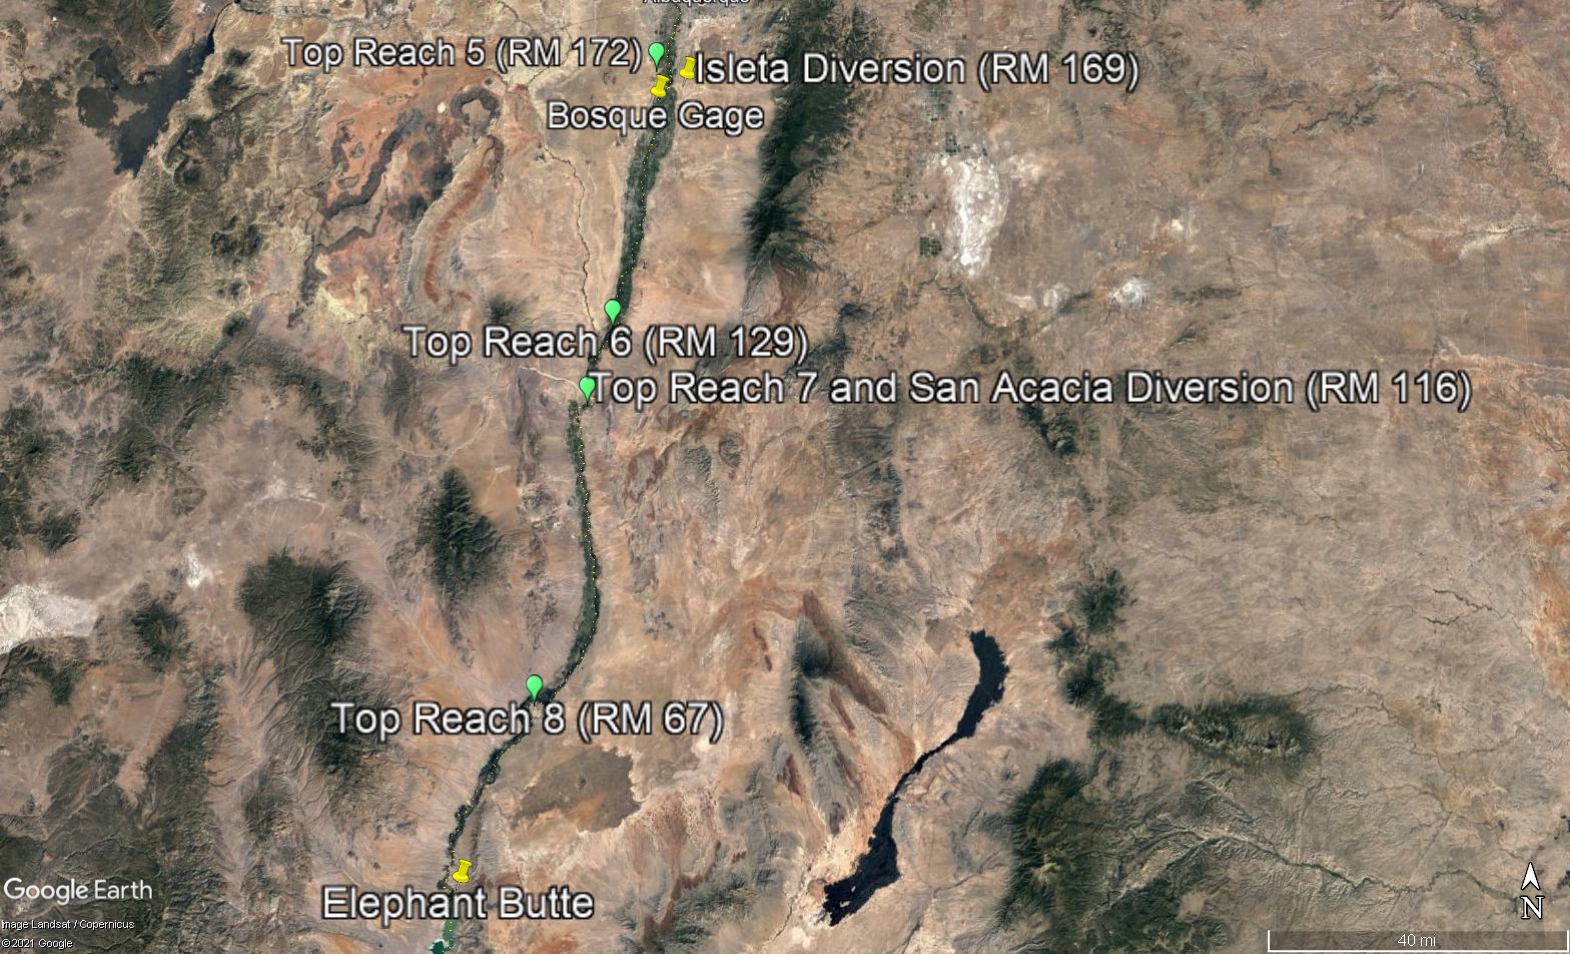 Albuquerque
Top Reach 5 (RM 172)
Isleta Diversion (RM 169)
Bosque Gage
Top Reach 6 (RM 129)
Top Reach 7 and San Acacia Diversion (RM 116)
Top Reach 8 (RM 67)
Elephant Butte
Google Earth
Image Landsat / Copernicus
©2021 Google
N
40 mi